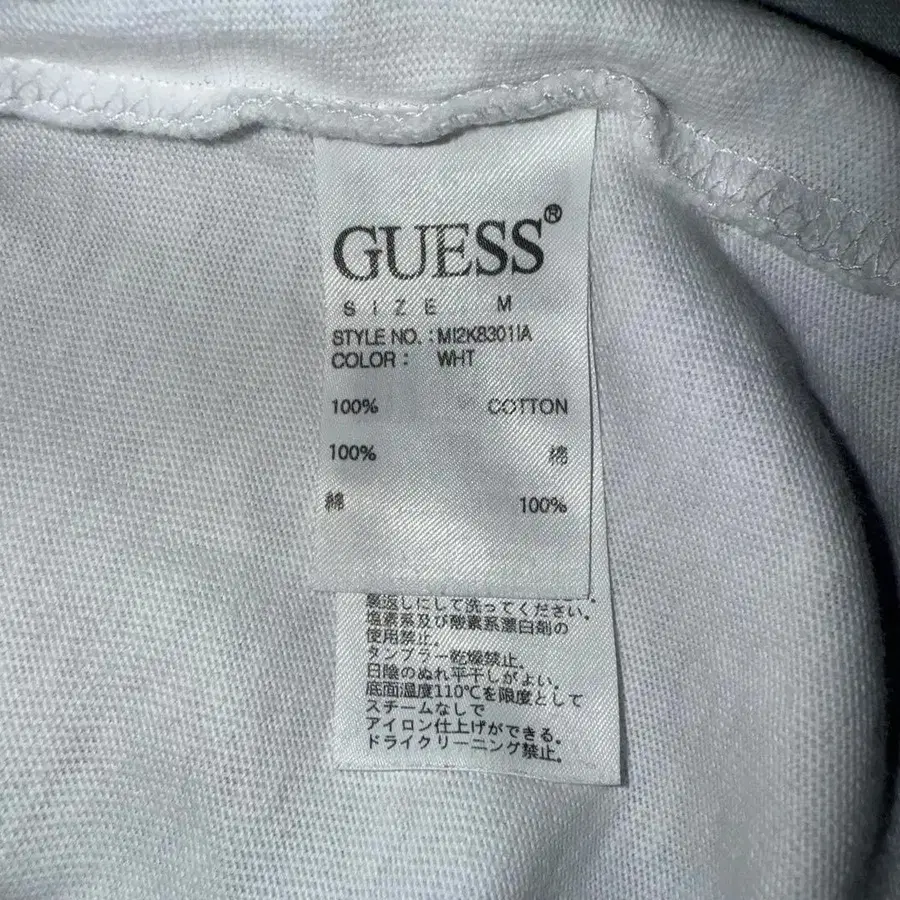 GUESS®
SIZE M
STYLE NO. : MI2K8301IA
COLOR : WHT
100% COTTON
100% 棉
綿 100%
裏返しにして洗ってください.
塩素系及び酸素系漂白剤の
使用禁止.
タンブラー乾燥禁止.
日陰のぬれ平干しがよい.
底面温度110℃を限度として
スチームなしで
アイロン仕上げができる.
ドライクリーニング禁止.